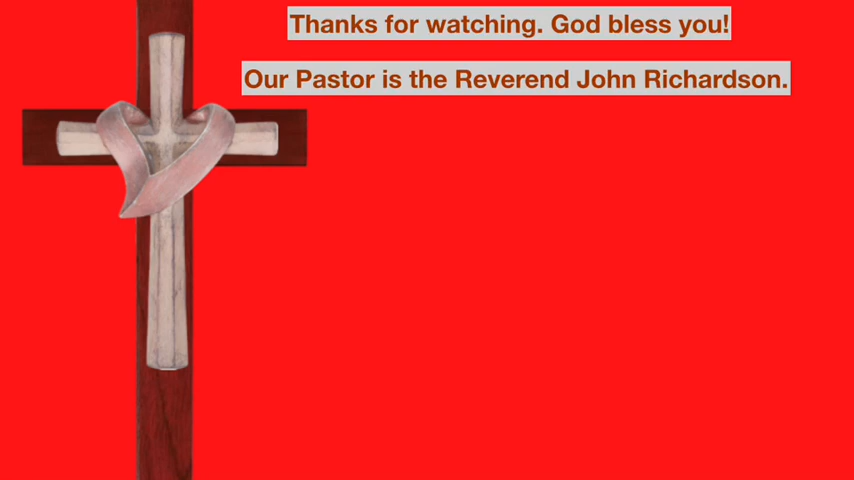 Thanks for watching. God bless you!
Our Pastor is the Reverend John Richardson.